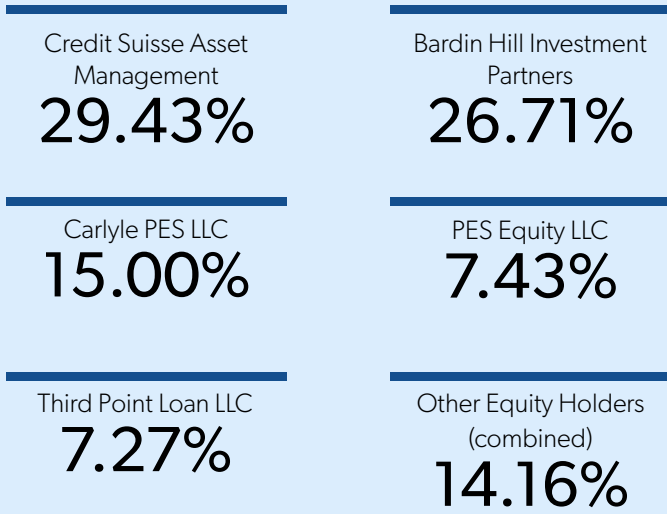 Credit Suisse Asset
Management
29.43%
Bardin Hill Investment
Partners
26.71%
Carlyle PES LLC
15.00%
PES Equity LLC
7.43%
Third Point Loan LLC
7.27%
Other Equity Holders
(combined)
14.16%